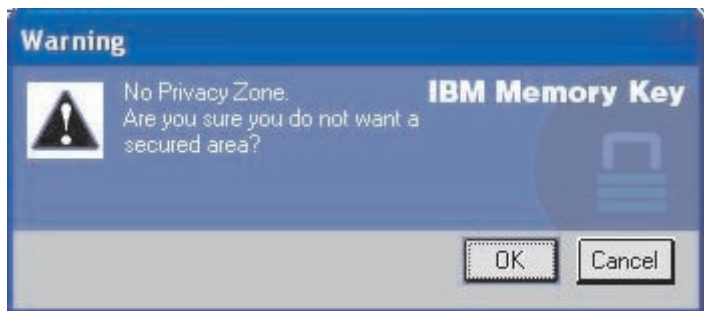 Warning
No Privacy Zone.
IBM Memory Key
Are you sure you do not want a
secured area?
OK
Cancel